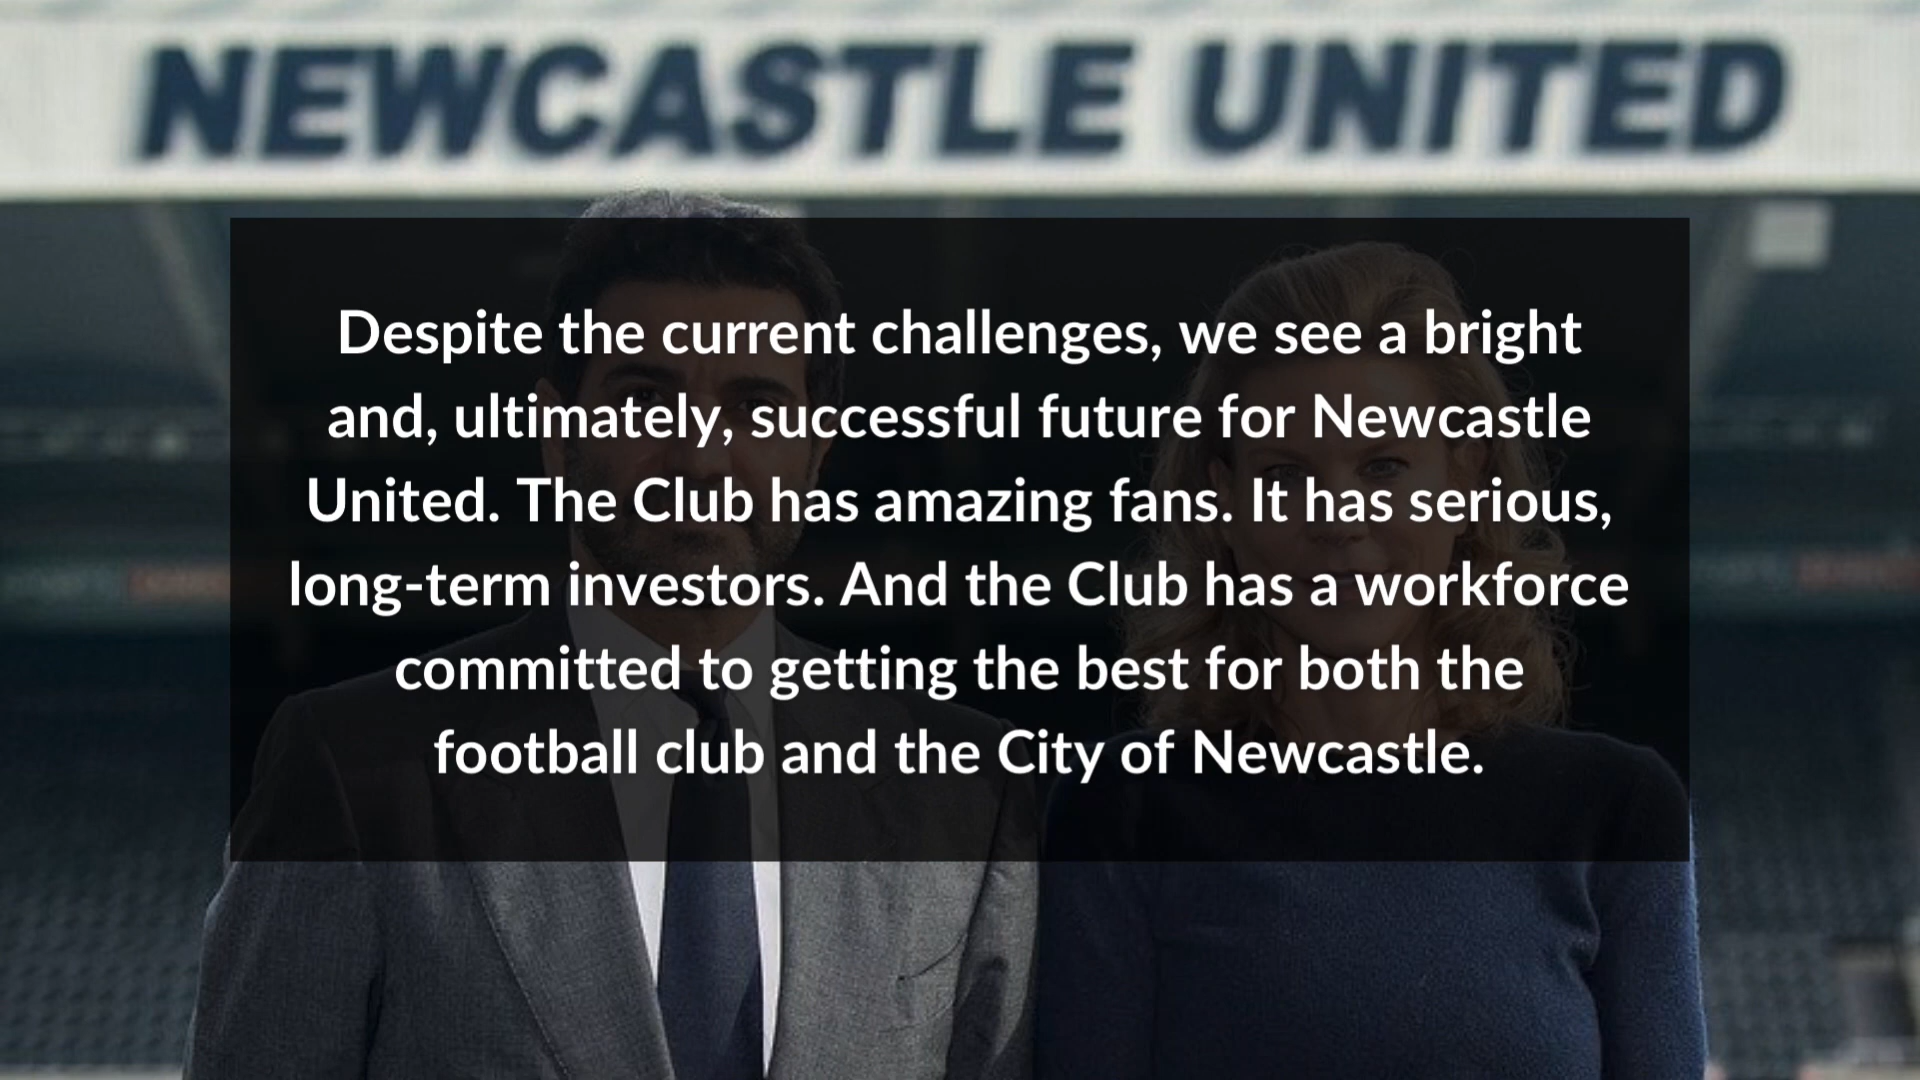 NEWCASTLE UNITED
Despite the current challenges, we see a bright
and, ultimately, successful future for Newcastle
United. The Club has amazing fans. It has serious,
long-term investors. And the Club has a workforce
committed to getting the best for both the
football club and the City of Newcastle.